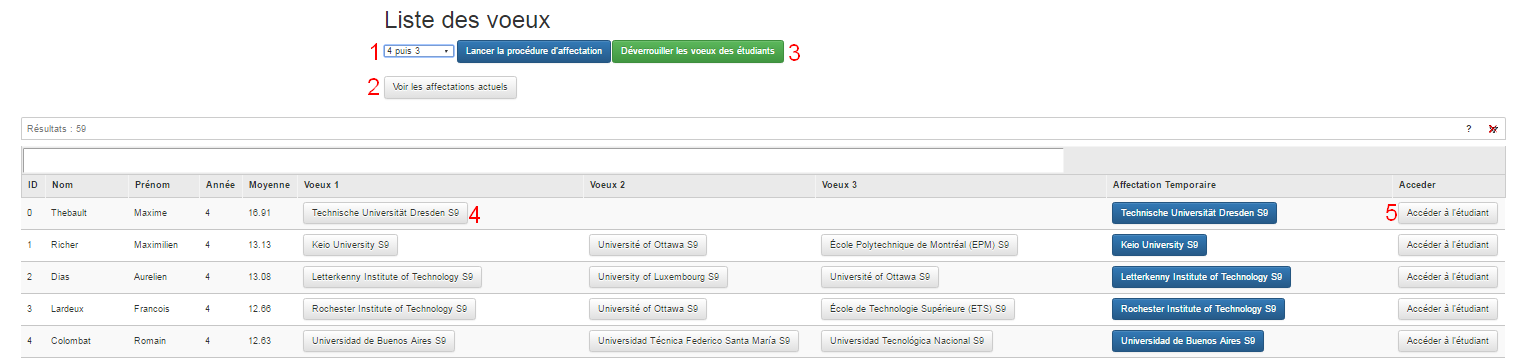 Liste des voeux
1 4 puis 3 Lancer la procédure d'affectation Déverrouiller les voeux des étudiants 3
2 Voir les affectations actuels
Résultats : 59 ?
ID Nom Prénom Année Moyenne Voeux 1 Voeux 2 Voeux 3 Affectation Temporaire Acceder
0 Thebault Maxime 4 16.91 Technische Universität Dresden S9 4 Technische Universität Dresden S9 5 Accéder à l'étudiant
1 Richer Maximilien 4 13.13 Keio University S9 Université of Ottawa S9 École Polytechnique de Montréal (EPM) S9 Keio University S9 Accéder à l'étudiant
2 Dias Aurelien 4 13.08 Letterkenny Institute of Technology S9 University of Luxembourg S9 Université of Ottawa S9 Letterkenny Institute of Technology S9 Accéder à l'étudiant
3 Lardeux Francois 4 12.66 Rochester Institute of Technology S9 Université of Ottawa S9 École de Technologie Supérieure (ETS) S9 Rochester Institute of Technology S9 Accéder à l'étudiant
4 Colombat Romain 4 12.63 Universidad de Buenos Aires S9 Universidad Técnica Federico Santa María S9 Universidad Tecnológica Nacional S9 Universidad de Buenos Aires S9 Accéder à l'étudiant